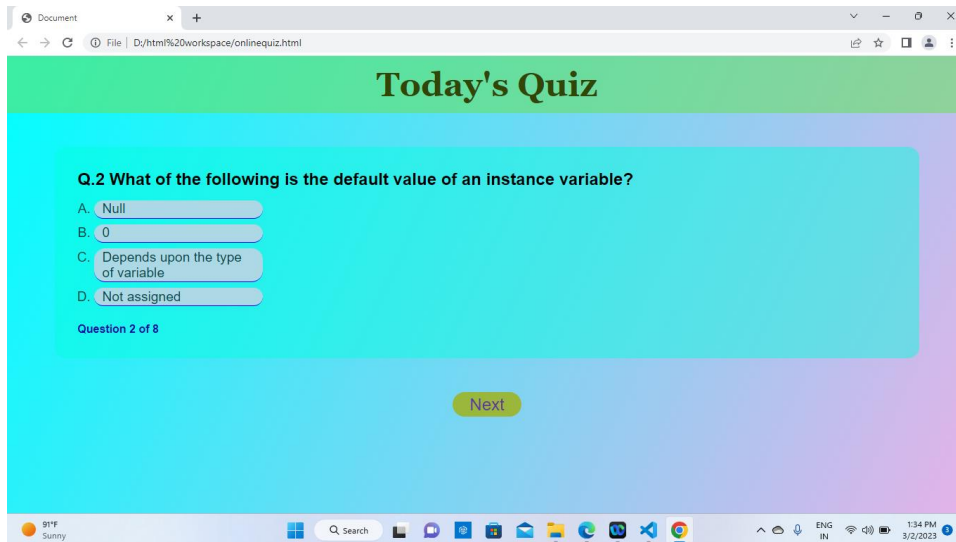 Document
File | D:/html%20workspace/onlinequiz.html
Today's Quiz
Q.2 What of the following is the default value of an instance variable?
A. Null
B. 0
C. Depends upon the type
of variable
D. Not assigned
Question 2 of 8
Next
91°F
Sunny
Search
ENG
IN
1:34 PM
3/2/2023
3